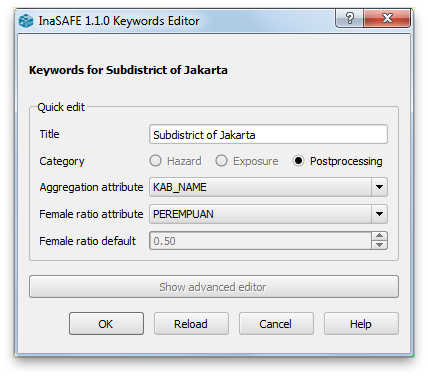 InaSAFE 1.1.0 Keywords Editor
Keywords for Subdistrict of Jakarta
Quick edit
Title Subdistrict of Jakarta
Category Hazard Exposure Postprocessing
Aggregation attribute KAB_NAME
Female ratio attribute PEREMPUAN
Female ratio default 0.50
Show advanced editor
OK Reload Cancel Help